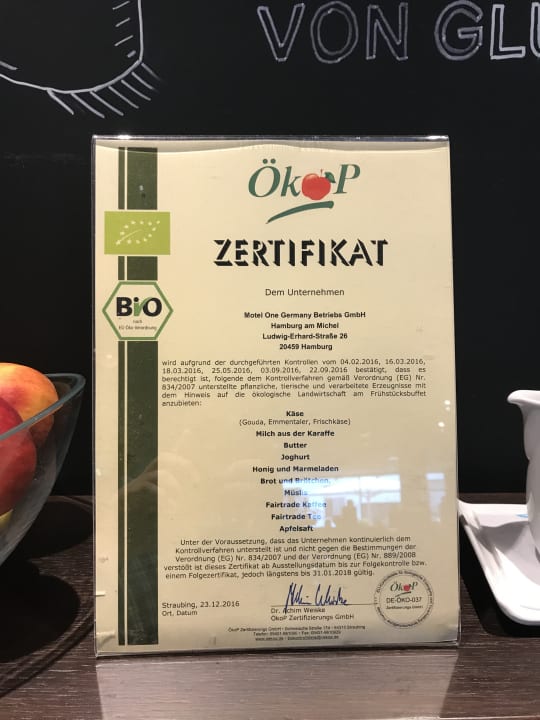 VON GLÜ
ÖkoP
ZERTIFIKAT
Dem Unternehmen
BIO
nach
EG-Öko-Verordnung
Motel One Germany Betriebs GmbH
Hamburg am Michel
Ludwig-Erhard-Straße 26
20459 Hamburg
wird aufgrund der durchgeführten Kontrollen vom 04.02.2016, 16.03.2016,
18.03.2016, 25.05.2016, 03.09.2016, 22.09.2016 bestätigt, dass es
berechtigt ist, folgende dem Kontrollverfahren gemäß Verordnung (EG) Nr.
834/2007 unterstellte pflanzliche, tierische und verarbeitete Erzeugnisse mit
dem Hinweis auf die ökologische Landwirtschaft am Frühstücksbuffet
anzubieten:
Käse
(Gouda, Emmentaler, Frischkäse)
Milch aus der Karaffe
Butter
Joghurt
Honig und Marmeladen
Brot und Brötchen,
Müslis
Fairtrade Kaffee
Fairtrade Tee
Apfelsaft
Unter der Voraussetzung, dass das Unternehmen kontinuierlich dem
Kontrollverfahren unterstellt ist und nicht gegen die Bestimmungen der
Verordnung (EG) Nr. 834/2007 und der Verordnung (EG) Nr. 889/2008
verstößt ist dieses Zertifikat ab Ausstellungsdatum bis zur Folgekontrolle bzw.
einem Folgezertifikat, jedoch längstens bis 31.01.2018 gültig.
Straubing, 23.12.2016
Ort, Datum
Dr. Achim Weiske
ÖkoP Zertifizierungs GmbH
ÖkoP
DE-ÖKO-037
Zertifizierungs GmbH
ÖkoP Zertifizierungs GmbH
Straubing